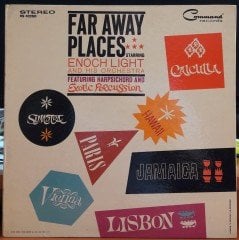 STEREO
FAR AWAY
PLACES
STARRING
ENOCH LIGHT
AND HIS ORCHESTRA
FEATURING HARPSICHORD AND
Exotic Percussion
Command
RECORDS
CALCUTTA
HAWAII
PARIS
JAMAICA
Vienna
LISBON